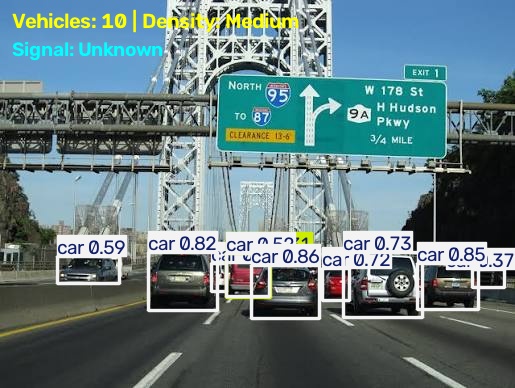 Vehicles: 10 | Density: Medium
Signal: Unknown
EXIT 1
NORTH 95
TO 87
CLEARANCE 13-6
W 178 St
9A H Hudson
Pkwy
3/4 MILE
car 0.59
car 0.82
car 0.86
car 0.72
car 0.73
car 0.85
0.37